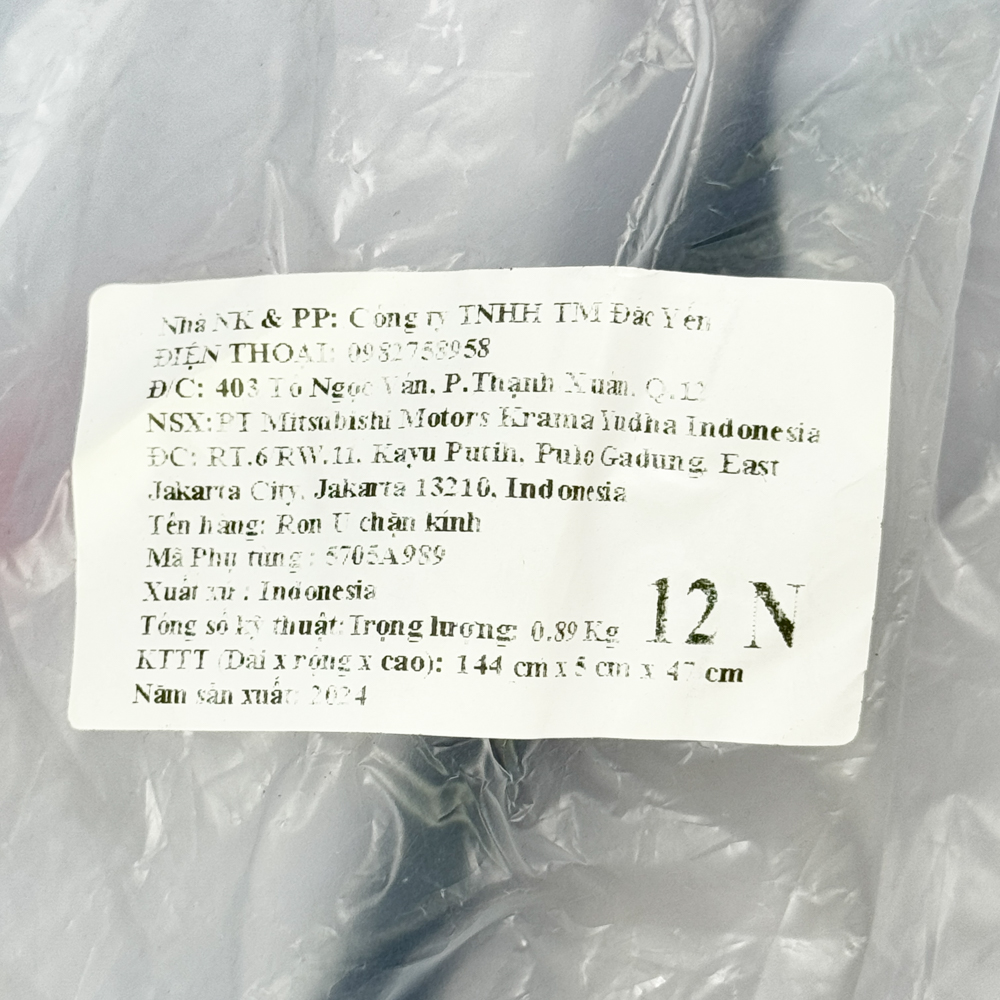 Nhà NK & PP: Công ty TNHH TM Đắc Yến
ĐIỆN THOẠI: 0982758958
Đ/C: 403 Tô Ngọc Vân, P.Thạnh Xuân, Q.12
NSX: PT Mitsubishi Motors Krama Yudha Indonesia
ĐC: RT.6/RW.11, Kayu Putih, Pulo Gadung, East
Jakarta City, Jakarta 13210, Indonesia
Tên hàng: Ron U chặn kính
Mã Phụ tùng : 5705A989
Xuất xứ : Indonesia
Tông số kỹ thuật: Trọng lượng: 0.89 Kg
12 N
KTTT (Dài x rộng x cao): 144 cm x 5 cm x 47 cm
Năm sản xuất: 2024